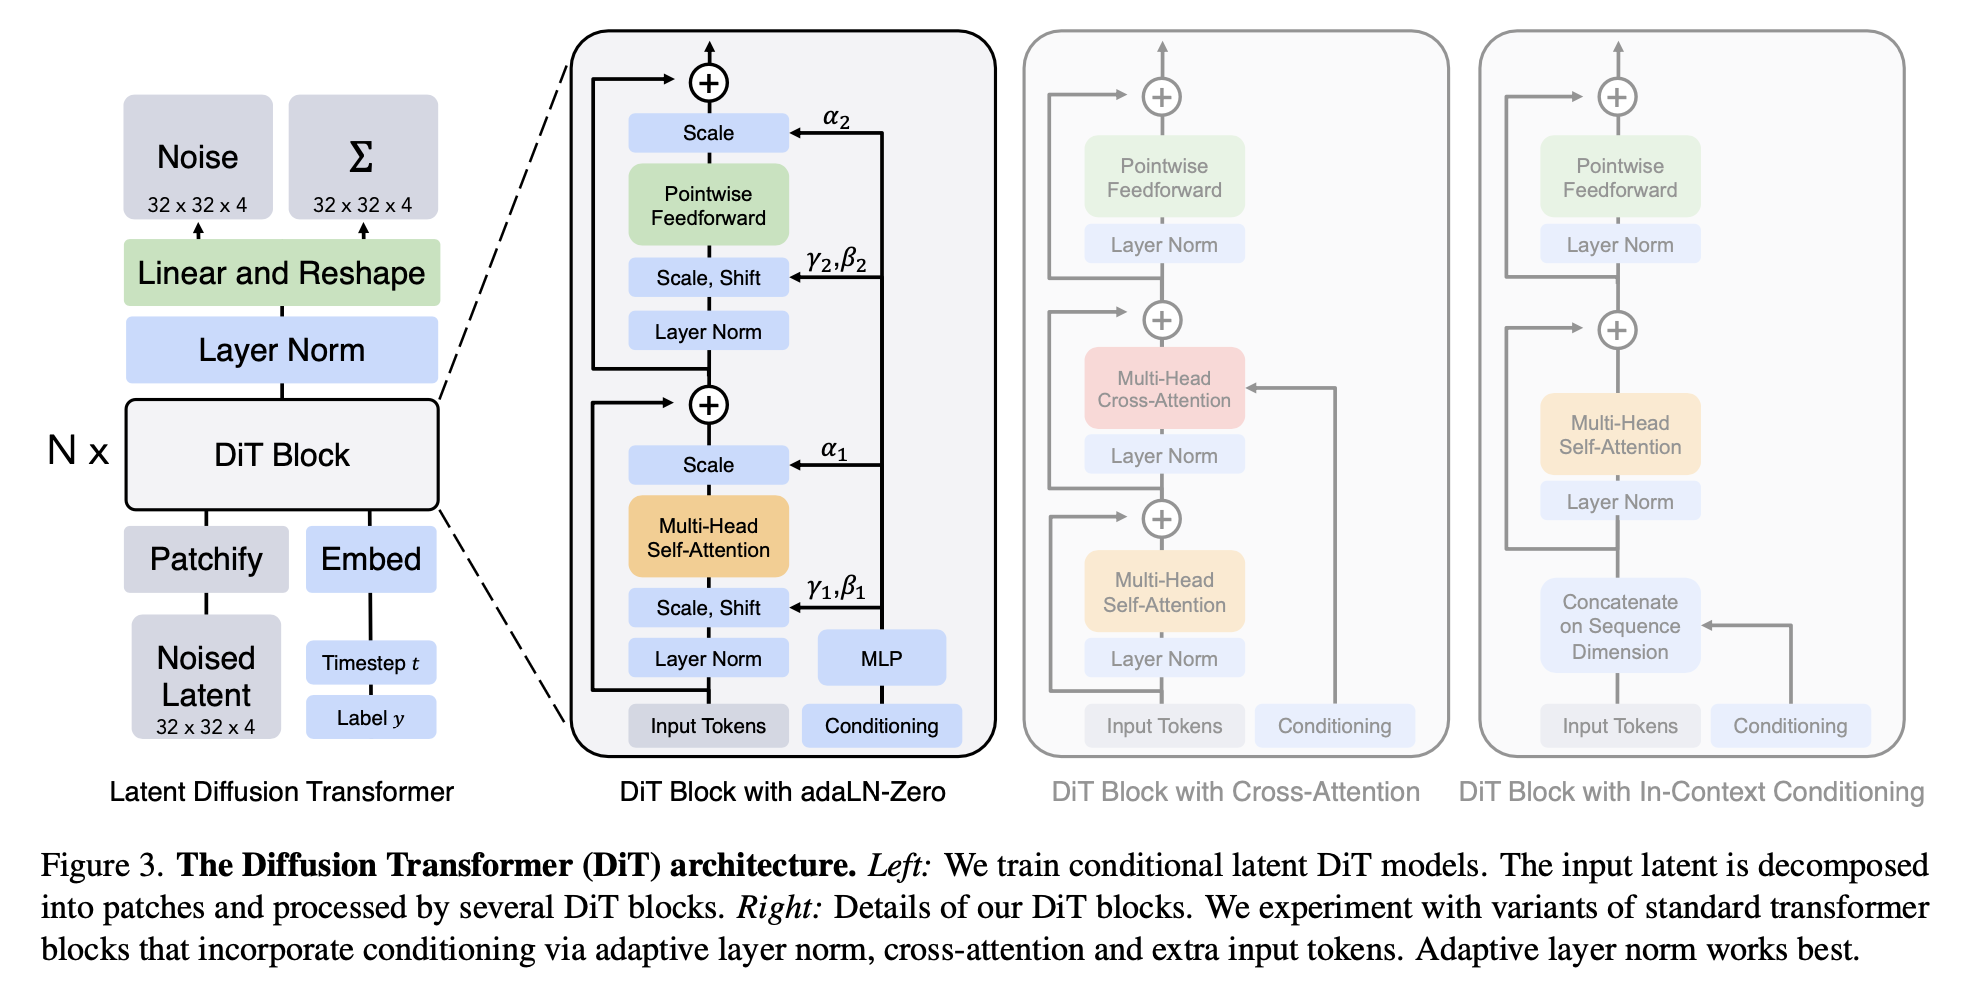 Noise
32 x 32 x 4
Σ
32 x 32 x 4
Linear and Reshape
Layer Norm
N x
DiT Block
Patchify
Embed
Noised
Latent
32 x 32 x 4
Timestep t
Label y
Latent Diffusion Transformer
Scale
α₂
Pointwise
Feedforward
γ₂,β₂
Scale, Shift
Layer Norm
Scale
α₁
Multi-Head
Self-Attention
γ₁,β₁
Scale, Shift
Layer Norm
MLP
Input Tokens
Conditioning
DiT Block with adaLN-Zero
Pointwise
Feedforward
Layer Norm
Multi-Head
Cross-Attention
Layer Norm
Multi-Head
Self-Attention
Layer Norm
Input Tokens
Conditioning
DiT Block with Cross-Attention
Pointwise
Feedforward
Layer Norm
Multi-Head
Self-Attention
Layer Norm
Concatenate
on Sequence
Dimension
Input Tokens
Conditioning
DiT Block with In-Context Conditioning
Figure 3. The Diffusion Transformer (DiT) architecture. Left: We train conditional latent DiT models. The input latent is decomposed
into patches and processed by several DiT blocks. Right: Details of our DiT blocks. We experiment with variants of standard transformer
blocks that incorporate conditioning via adaptive layer norm, cross-attention and extra input tokens. Adaptive layer norm works best.